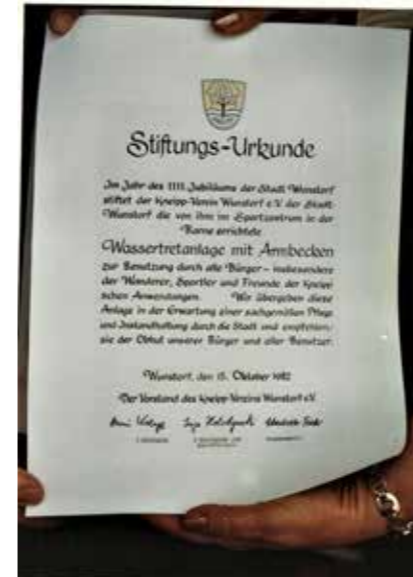 Stiftungs-Urkunde
Im Jahr des 1111. Jubiläums der Stadt Wunstorf
stiftet der Kneipp-Verein Wunstorf e.V. der Stadt
Wunstorf die von ihm im Sportzentrum in der
Barne errichtete
Wassertretanlage mit Armbecken
zur Benutzung durch alle Bürger – insbesondere
der Wanderer, Sportler und Freunde der Kneipp
schen Anwendungen. Wir übergeben diese
Anlage in der Erwartung einer sachgemäßen Pflege
und Instandhaltung durch die Stadt und empfehlen
sie der Obhut unserer Bürger und aller Benutzer.
Wunstorf, den 15. Oktober 1982
Der Vorstand des Kneipp-Vereins Wunstorf e.V.